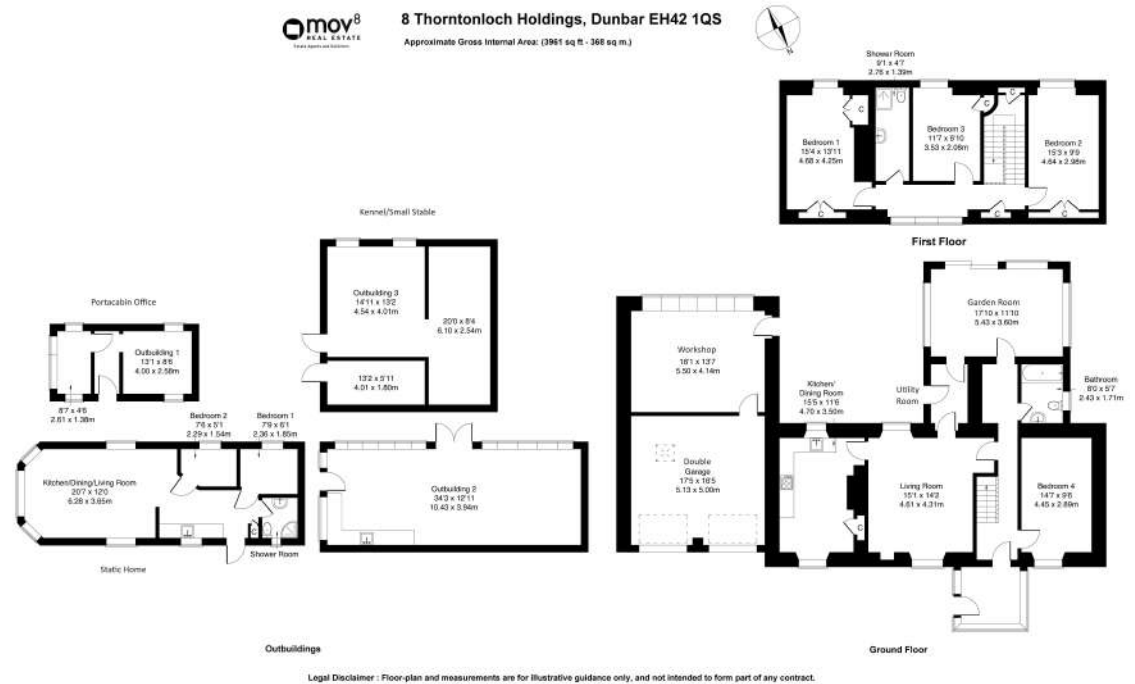 mov8
REAL ESTATE
Estate Agents and Solicitors
8 Thorntonloch Holdings, Dunbar EH42 1QS
Approximate Gross Internal Area: (3961 sq ft - 368 sq m.)
N
Shower Room
9'1 x 4'7
2.76 x 1.39m
Bedroom 1
15'4 x 13'11
4.68 x 4.25m
C
C
Bedroom 3
11'7 x 6'10
3.53 x 2.08m
C
C
C
Bedroom 2
15'3 x 9'9
4.64 x 2.98m
C
First Floor
Kennel/Small Stable
Outbuilding 3
14'11 x 13'2
4.54 x 4.01m
20'0 x 8'4
6.10 x 2.54m
13'2 x 5'11
4.01 x 1.80m
Portacabin Office
Outbuilding 1
13'1 x 8'6
4.00 x 2.58m
8'7 x 4'6
2.61 x 1.38m
Bedroom 2
7'6 x 5'1
2.29 x 1.54m
Bedroom 1
7'9 x 6'1
2.36 x 1.85m
Kitchen/Dining/Living Room
20'7 x 12'0
6.28 x 3.65m
C
Shower Room
Static Home
Outbuilding 2
34'3 x 12'11
10.43 x 3.94m
Outbuildings
Workshop
18'1 x 13'7
5.50 x 4.14m
Double
Garage
17'5 x 16'5
5.13 x 5.00m
Kitchen/
Dining Room
15'5 x 11'6
4.70 x 3.50m
C
Utility
Room
Garden Room
17'10 x 11'10
5.43 x 3.60m
Bathroom
8'0 x 5'7
2.43 x 1.71m
Living Room
15'1 x 14'2
4.61 x 4.31m
Bedroom 4
14'7 x 9'6
4.45 x 2.89m
Ground Floor
Legal Disclaimer : Floor-plan and measurements are for illustrative guidance only, and not intended to form part of any contract.